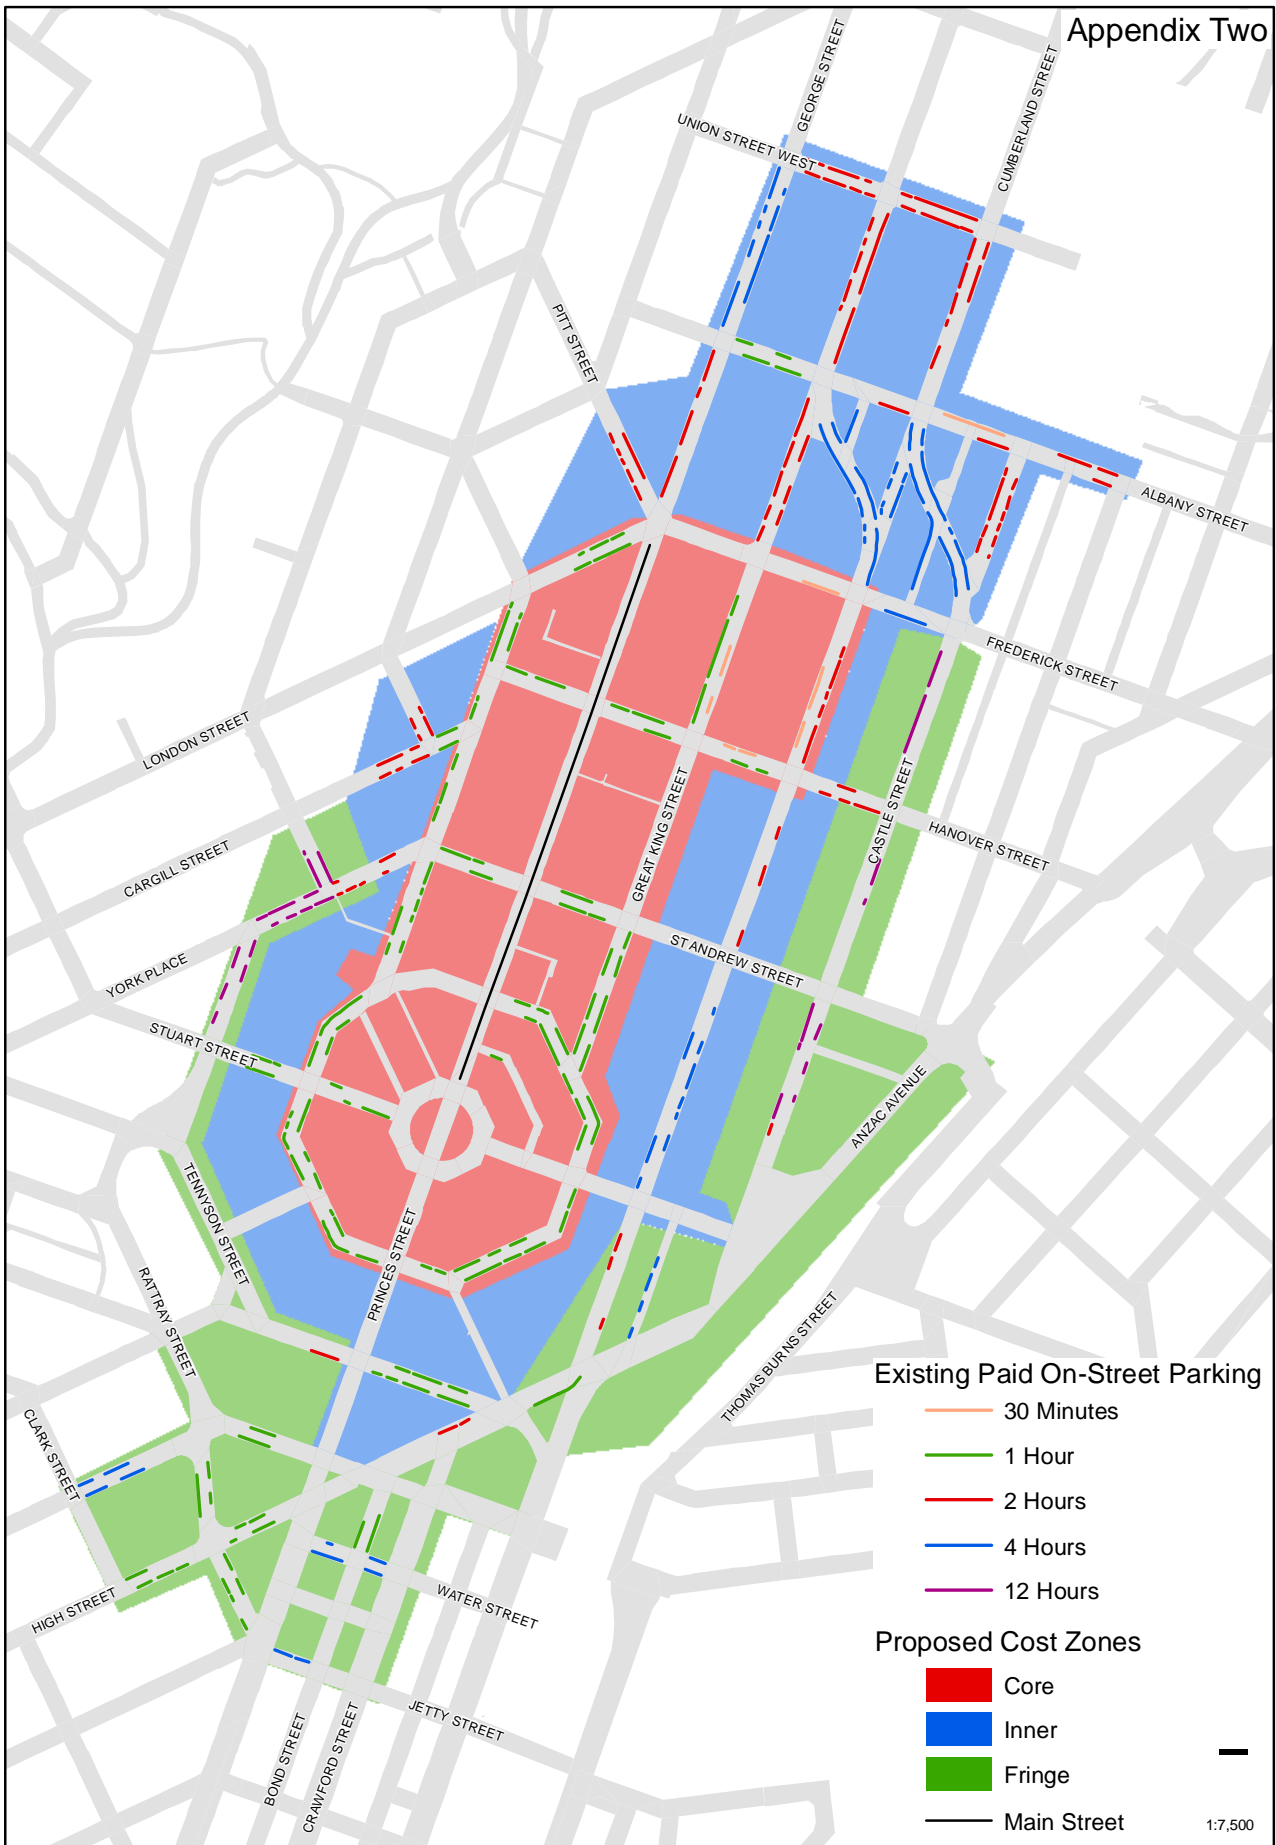 Appendix Two
GEORGE STREET
CUMBERLAND STREET
UNION STREET WEST
PITT STREET
ALBANY STREET
FREDERICK STREET
LONDON STREET
CASTLE STREET
GREAT KING STREET
HANOVER STREET
CARGILL STREET
ST ANDREW STREET
YORK PLACE
STUART STREET
ANZAC AVENUE
TENNYSON STREET
PRINCES STREET
RATTRAY STREET
THOMAS BURNS STREET
CLARK STREET
HIGH STREET
WATER STREET
JETTY STREET
BOND STREET
CRAWFORD STREET
Existing Paid On-Street Parking
30 Minutes
1 Hour
2 Hours
4 Hours
12 Hours
Proposed Cost Zones
Core
Inner
Fringe
Main Street
1:7,500